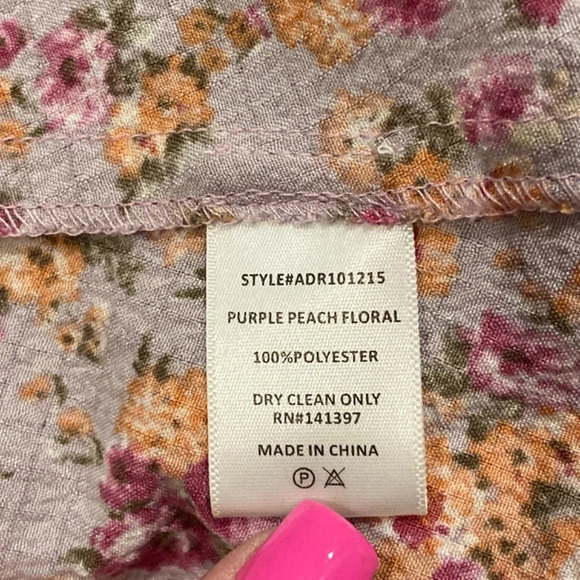 STYLE#ADR101215
PURPLE PEACH FLORAL
100%POLYESTER
DRY CLEAN ONLY
RN#141397
MADE IN CHINA
P